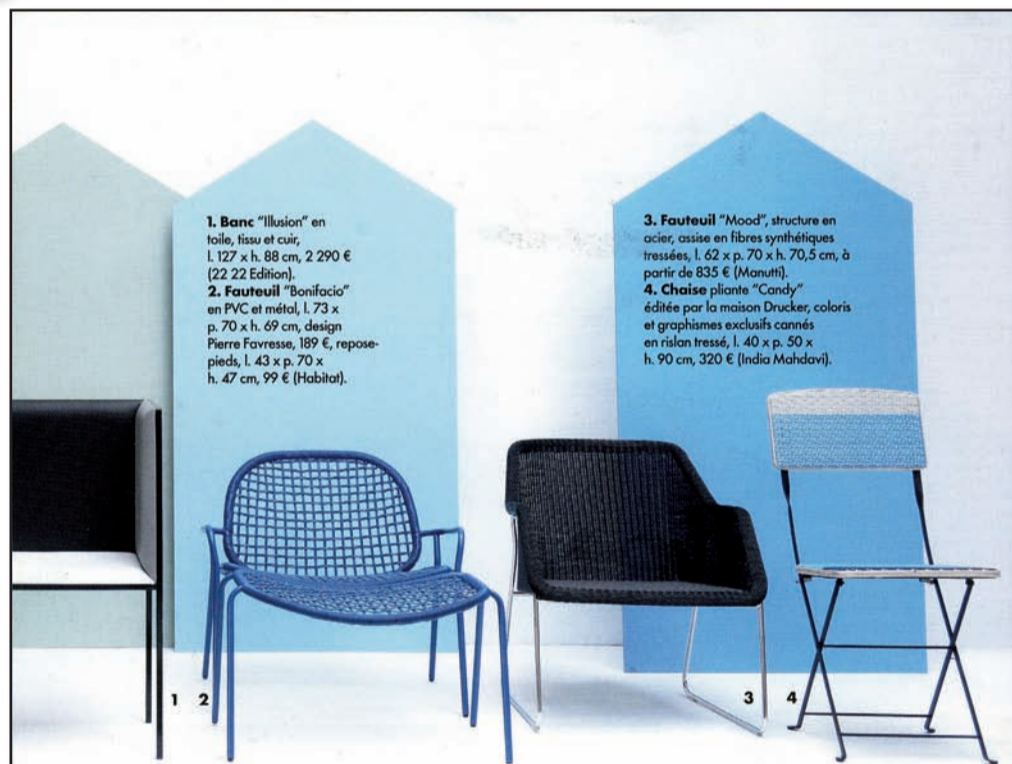 1. Banc "Illusion" en
toile, tissu et cuir,
l. 127 x h. 88 cm, 2 290 €
(22 22 Edition).
2. Fauteuil "Bonifacio"
en PVC et métal, l. 73 x
p. 70 x h. 69 cm, design
Pierre Favresse, 189 €, repose-
pieds, l. 43 x p. 70 x
h. 47 cm, 99 € (Habitat).
3. Fauteuil "Mood", structure en
acier, assise en fibres synthétiques
tressées, l. 62 x p. 70 x h. 70,5 cm, à
partir de 835 € (Manutti).
4. Chaise pliante "Candy"
éditée par la maison Drucker, coloris
et graphismes exclusifs cannés
en rislan tressé, l. 40 x p. 50 x
h. 90 cm, 320 € (India Mahdavi).
1 2
3 4